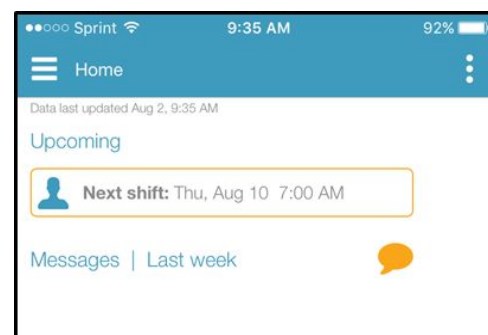 Sprint 9:35 AM 92%
Home
Data last updated Aug 2, 9:35 AM
Upcoming
Next shift: Thu, Aug 10 7:00 AM
Messages | Last week